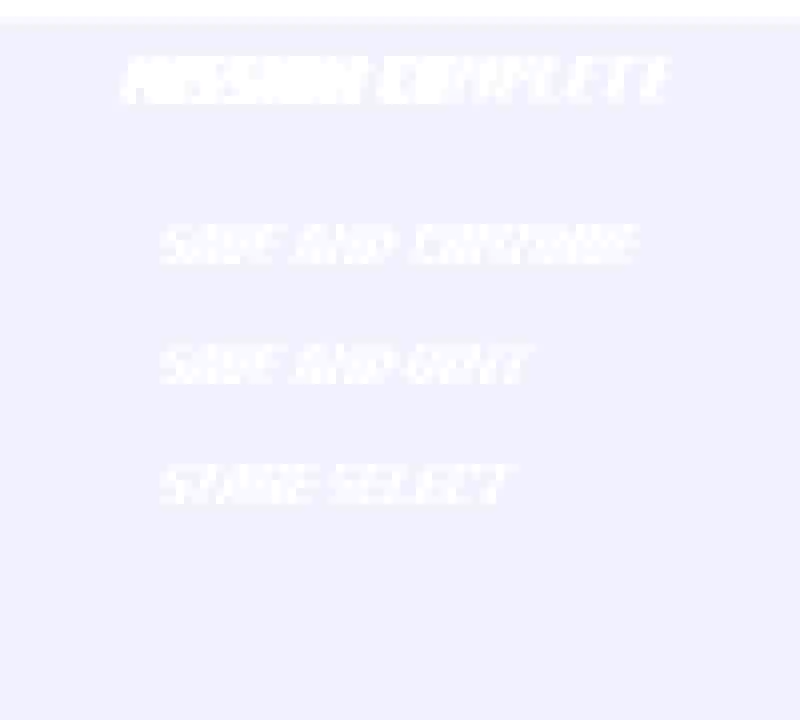 MISSION COMPLETE
SAVE AND CONTINUE
SAVE AND QUIT
STAGE SELECT